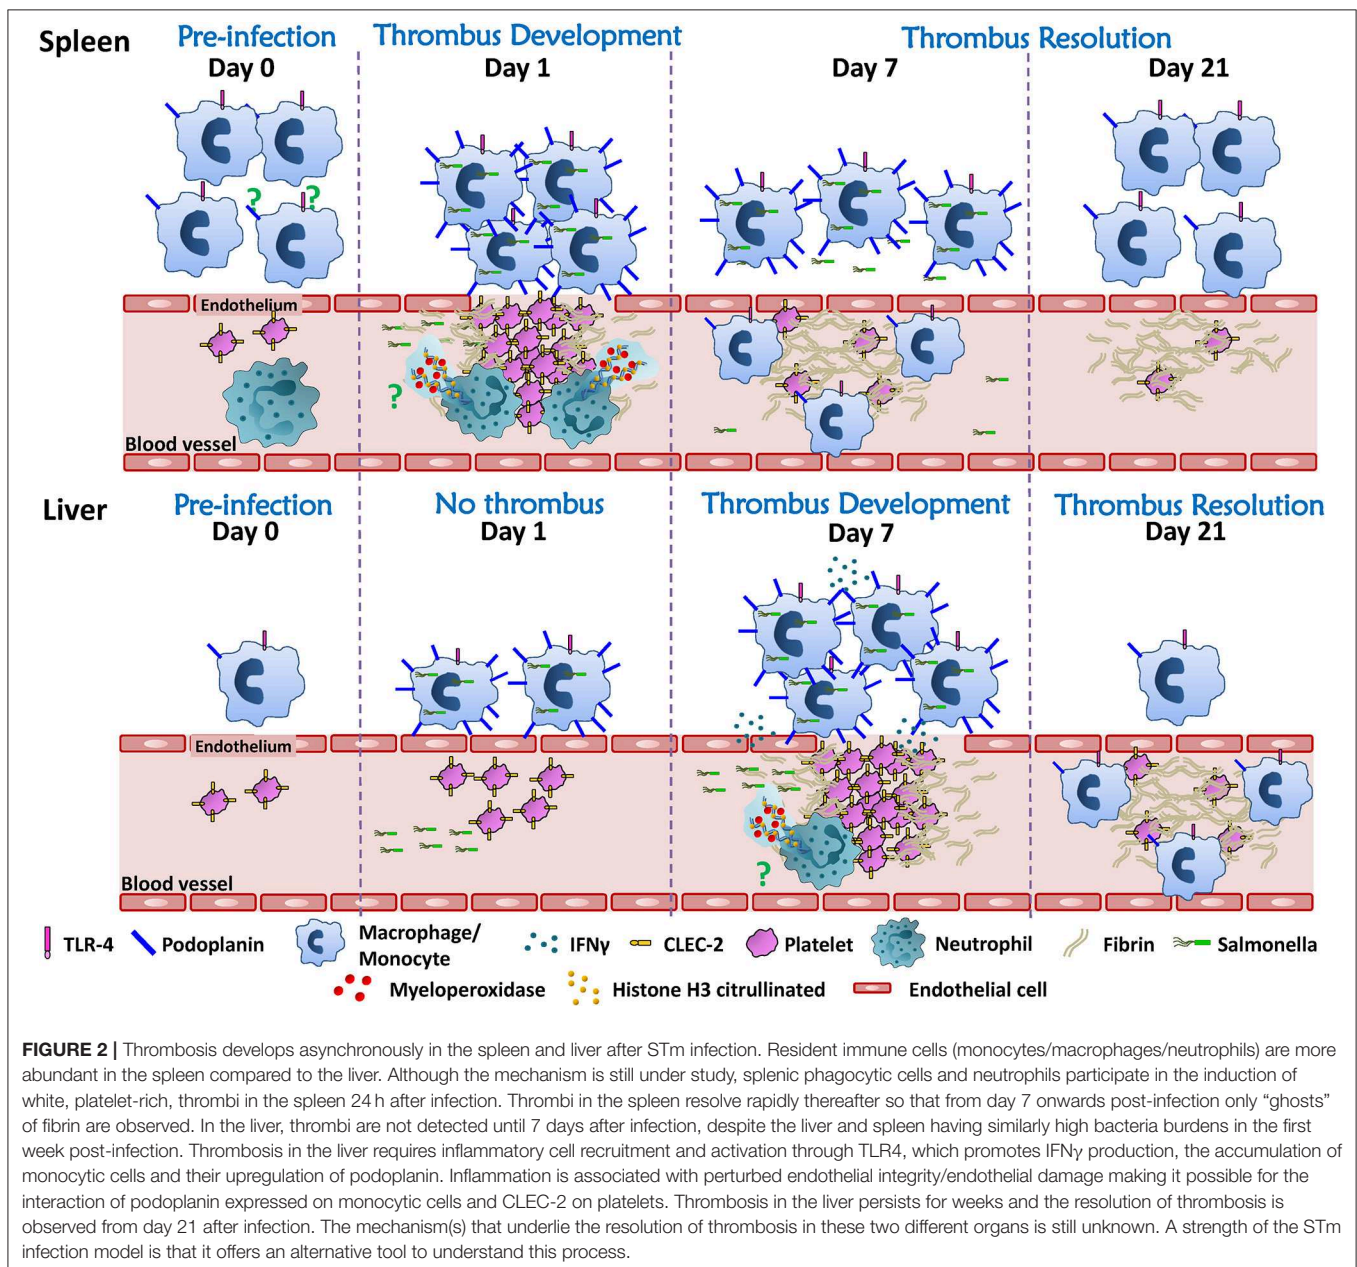 Spleen
Pre-infection
Thrombus Development
Thrombus Resolution
Day 0
Day 1
Day 7
Day 21
?
?
Endothelium
?
Blood vessel
Liver
Pre-infection
No thrombus
Thrombus Development
Thrombus Resolution
Day 0
Day 1
Day 7
Day 21
Endothelium
?
Blood vessel
TLR-4
Podoplanin
Macrophage/
Monocyte
IFNγ
CLEC-2
Platelet
Neutrophil
Fibrin
Salmonella
Myeloperoxidase
Histone H3 citrullinated
Endothelial cell
FIGURE 2 | Thrombosis develops asynchronously in the spleen and liver after STm infection. Resident immune cells (monocytes/macrophages/neutrophils) are more
abundant in the spleen compared to the liver. Although the mechanism is still under study, splenic phagocytic cells and neutrophils participate in the induction of
white, platelet-rich, thrombi in the spleen 24 h after infection. Thrombi in the spleen resolve rapidly thereafter so that from day 7 onwards post-infection only “ghosts”
of fibrin are observed. In the liver, thrombi are not detected until 7 days after infection, despite the liver and spleen having similarly high bacteria burdens in the first
week post-infection. Thrombosis in the liver requires inflammatory cell recruitment and activation through TLR4, which promotes IFNγ production, the accumulation of
monocytic cells and their upregulation of podoplanin. Inflammation is associated with perturbed endothelial integrity/endothelial damage making it possible for the
interaction of podoplanin expressed on monocytic cells and CLEC-2 on platelets. Thrombosis in the liver persists for weeks and the resolution of thrombosis is
observed from day 21 after infection. The mechanism(s) that underlie the resolution of thrombosis in these two different organs is still unknown. A strength of the STm
infection model is that it offers an alternative tool to understand this process.